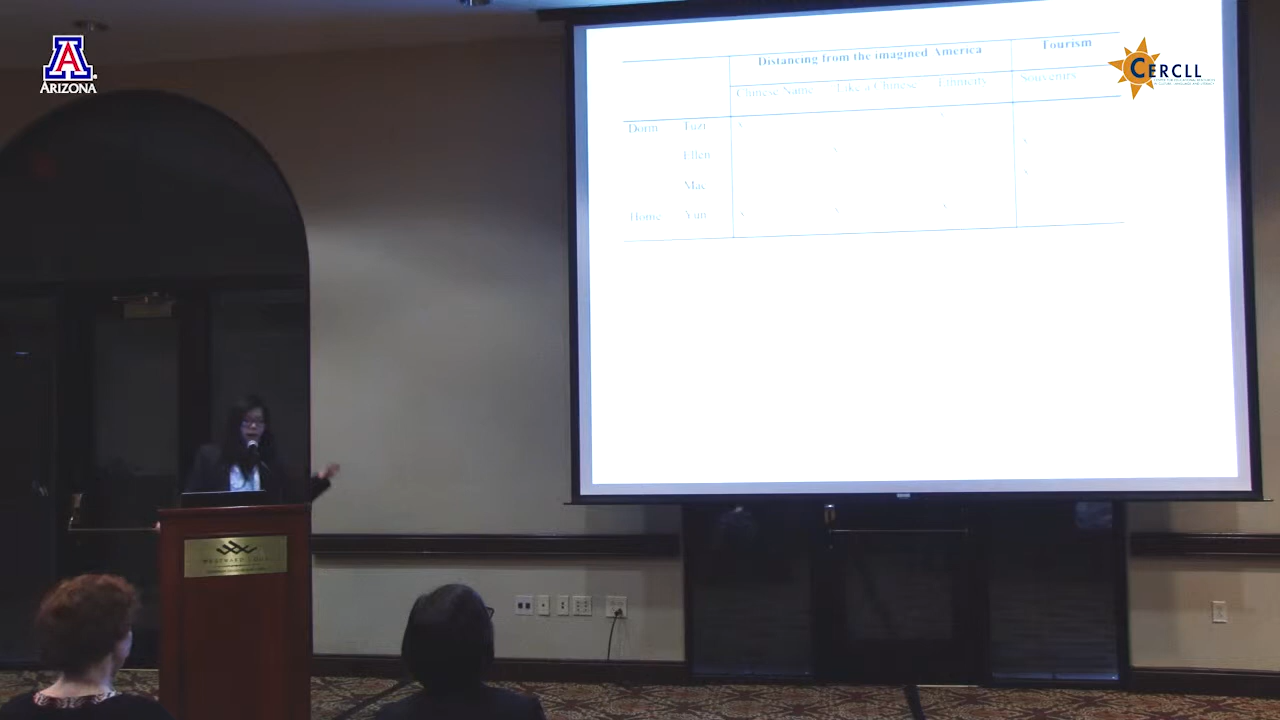 ARIZONA
CERCLL
Distancing from the imagined America
Tourism
Chinese Name
Like a Chinese
Ethnicity
Souvenirs
Dorm
Tuzi
Ellen
Mac
Home
Yun